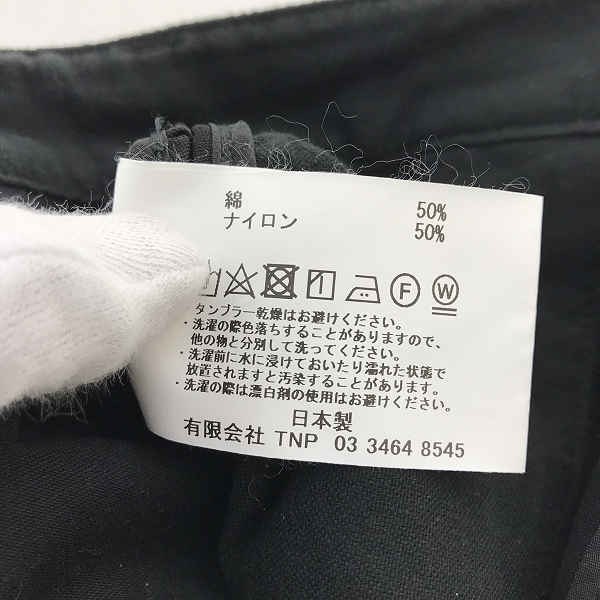 綿 50%
ナイロン 50%
F W
・タンブラー乾燥はお避けください。
・洗濯の際色落ちすることがありますので、
他の物と分別して洗ってください。
・洗濯前に水に浸けておいたり濡れた状態で
放置されますと汚染することがあります。
・洗濯の際は漂白剤の使用はお避けください。
日本製
有限会社 TNP 03 3464 8545